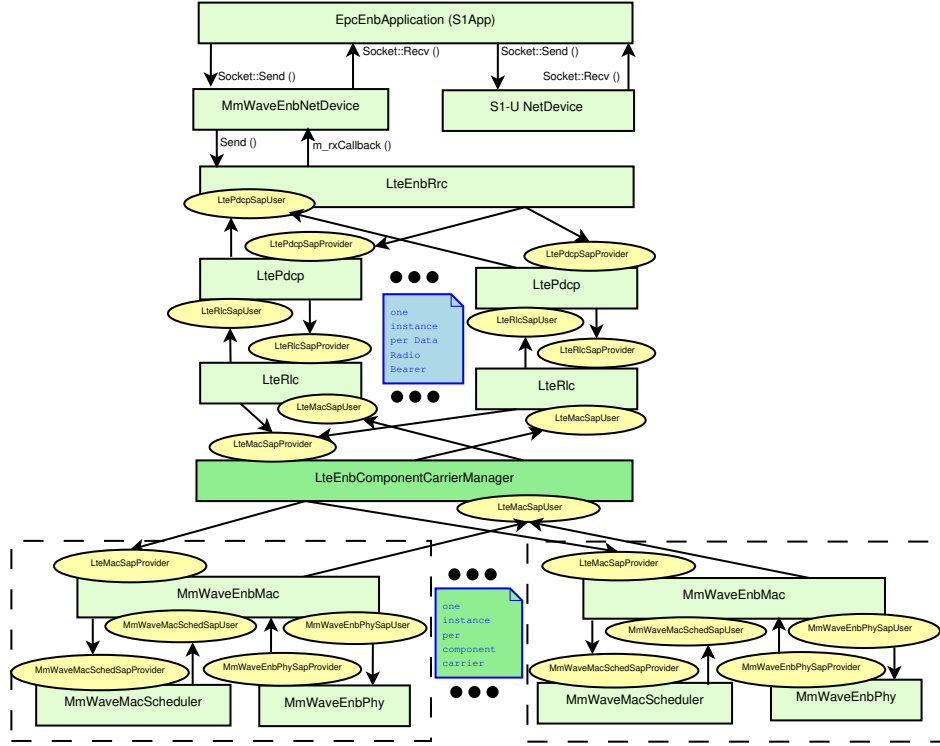 EpcEnbApplication (S1App)
Socket::Send ()
Socket::Recv ()
Socket::Send ()
Socket::Recv ()
MmWaveEnbNetDevice
S1-U NetDevice
Send ()
m_rxCallback ()
LteEnbRrc
LtePdcpSapUser
LtePdcpSapProvider
LtePdcpSapProvider
LtePdcp
LtePdcp
LteRlcSapUser
LteRlcSapUser
one
instance
per Data
Radio
Bearer
LteRlcSapProvider
LteRlcSapProvider
LteRlc
LteRlc
LteMacSapUser
LteMacSapUser
LteMacSapProvider
LteEnbComponentCarrierManager
LteMacSapUser
LteMacSapProvider
LteMacSapProvider
MmWaveEnbMac
MmWaveEnbMac
one
instance
per
component
carrier
MmWaveMacSchedSapUser
MmWaveEnbPhySapUser
MmWaveMacSchedSapUser
MmWaveEnbPhySapUser
MmWaveMacSchedSapProvider
MmWaveEnbPhySapProvider
MmWaveMacSchedSapProvider
MmWaveEnbPhySapProvider
MmWaveMacScheduler
MmWaveEnbPhy
MmWaveMacScheduler
MmWaveEnbPhy